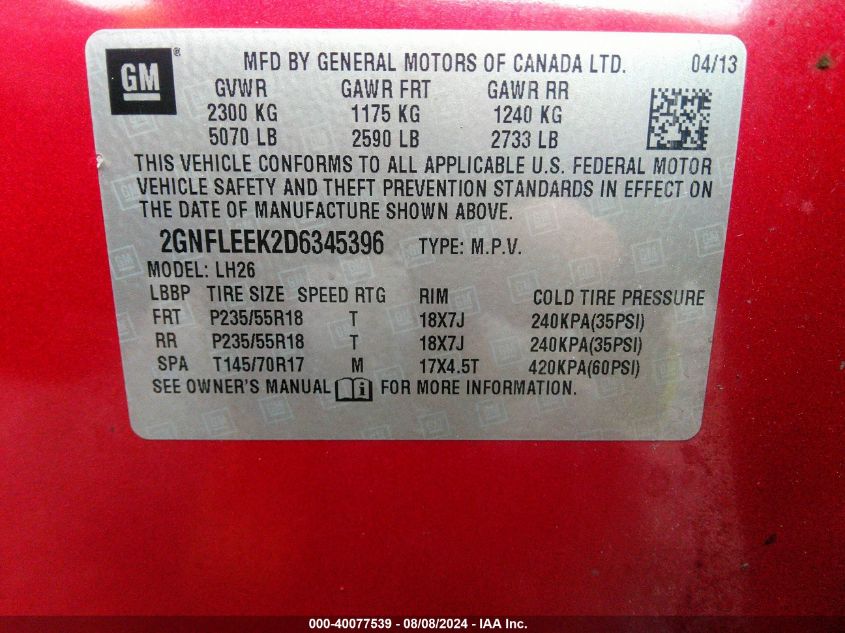 GM ® MFD BY GENERAL MOTORS OF CANADA LTD. 04/13
GVWR GAWR FRT GAWR RR
2300 KG 1175 KG 1240 KG
5070 LB 2590 LB 2733 LB
THIS VEHICLE CONFORMS TO ALL APPLICABLE U.S. FEDERAL MOTOR
VEHICLE SAFETY AND THEFT PREVENTION STANDARDS IN EFFECT ON
THE DATE OF MANUFACTURE SHOWN ABOVE.
2GNFLEEK2D6345396 TYPE: M.P.V.
MODEL: LH26
LBBP TIRE SIZE SPEED RTG RIM COLD TIRE PRESSURE
FRT P235/55R18 T 18X7J 240KPA(35PSI)
RR P235/55R18 T 18X7J 240KPA(35PSI)
SPA T145/70R17 M 17X4.5T 420KPA(60PSI)
SEE OWNER'S MANUAL FOR MORE INFORMATION.
000-40077539 - 08/08/2024 - IAA Inc.